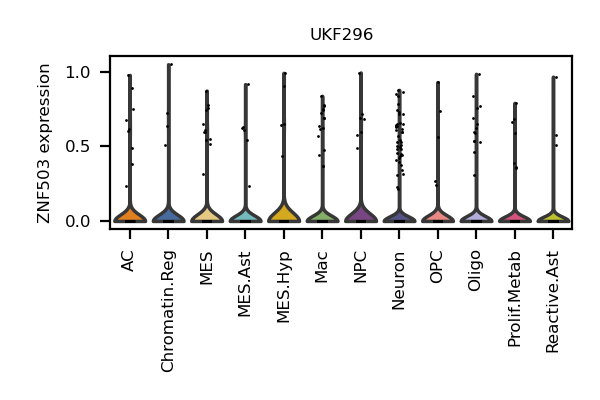 UKF296
ZNF503 expression
1.0
0.5
0.0
AC
Chromatin.Reg
MES
MES.Ast
MES.Hyp
Mac
NPC
Neuron
OPC
Oligo
Prolif.Metab
Reactive.Ast